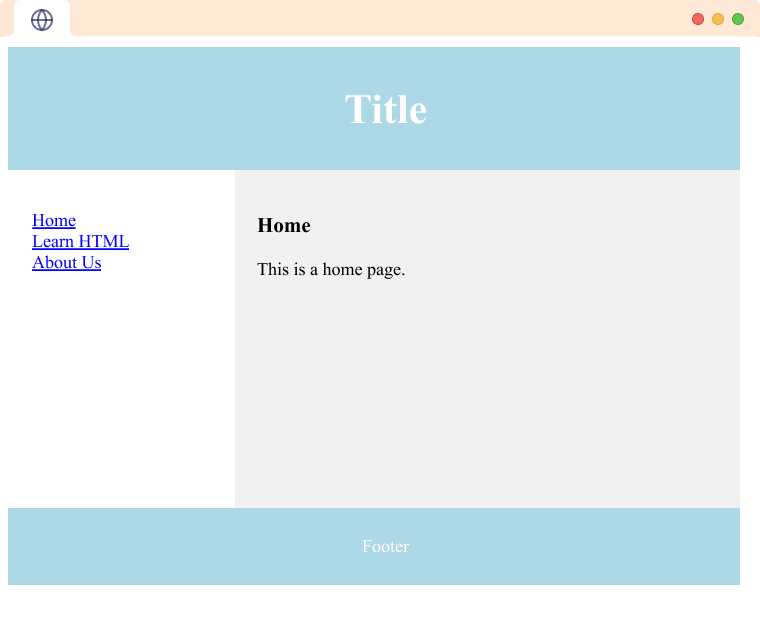 Title
Home
Learn HTML
About Us
Home
This is a home page.
Footer